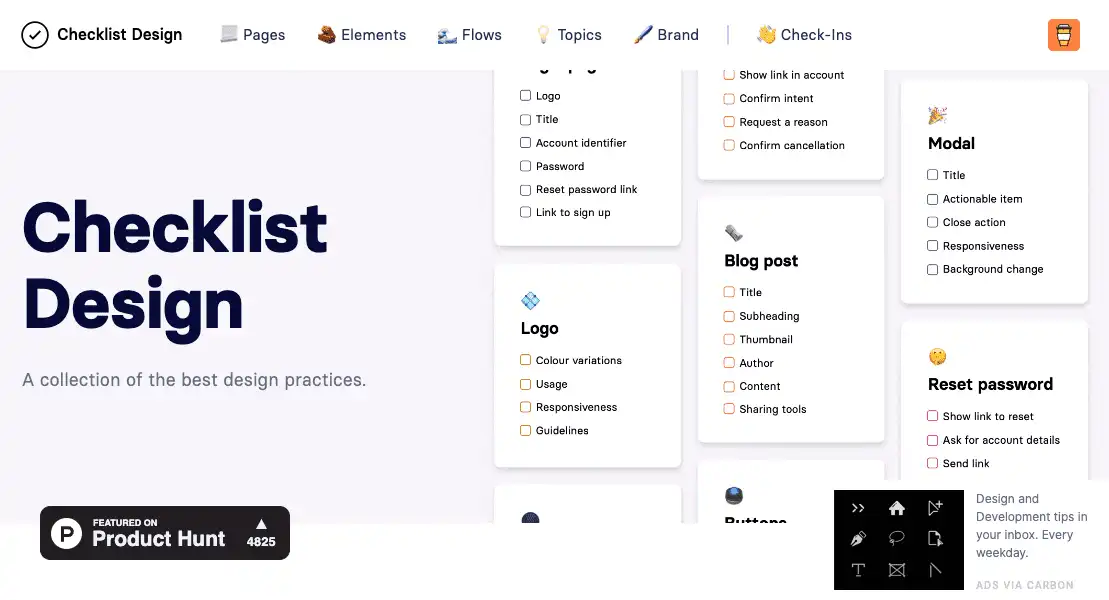 Checklist Design
Pages
Elements
Flows
Topics
Brand
Check-Ins
Checklist
Design
A collection of the best design practices.
FEATURED ON
Product Hunt
4825
Logo
Title
Account identifier
Password
Reset password link
Link to sign up
Logo
Colour variations
Usage
Responsiveness
Guidelines
Show link in account
Confirm intent
Request a reason
Confirm cancellation
Blog post
Title
Subheading
Thumbnail
Author
Content
Sharing tools
Buttons
Modal
Title
Actionable item
Close action
Responsiveness
Background change
Reset password
Show link to reset
Ask for account details
Send link
Design and
Development tips in
your inbox. Every
weekday.
ADS VIA CARBON